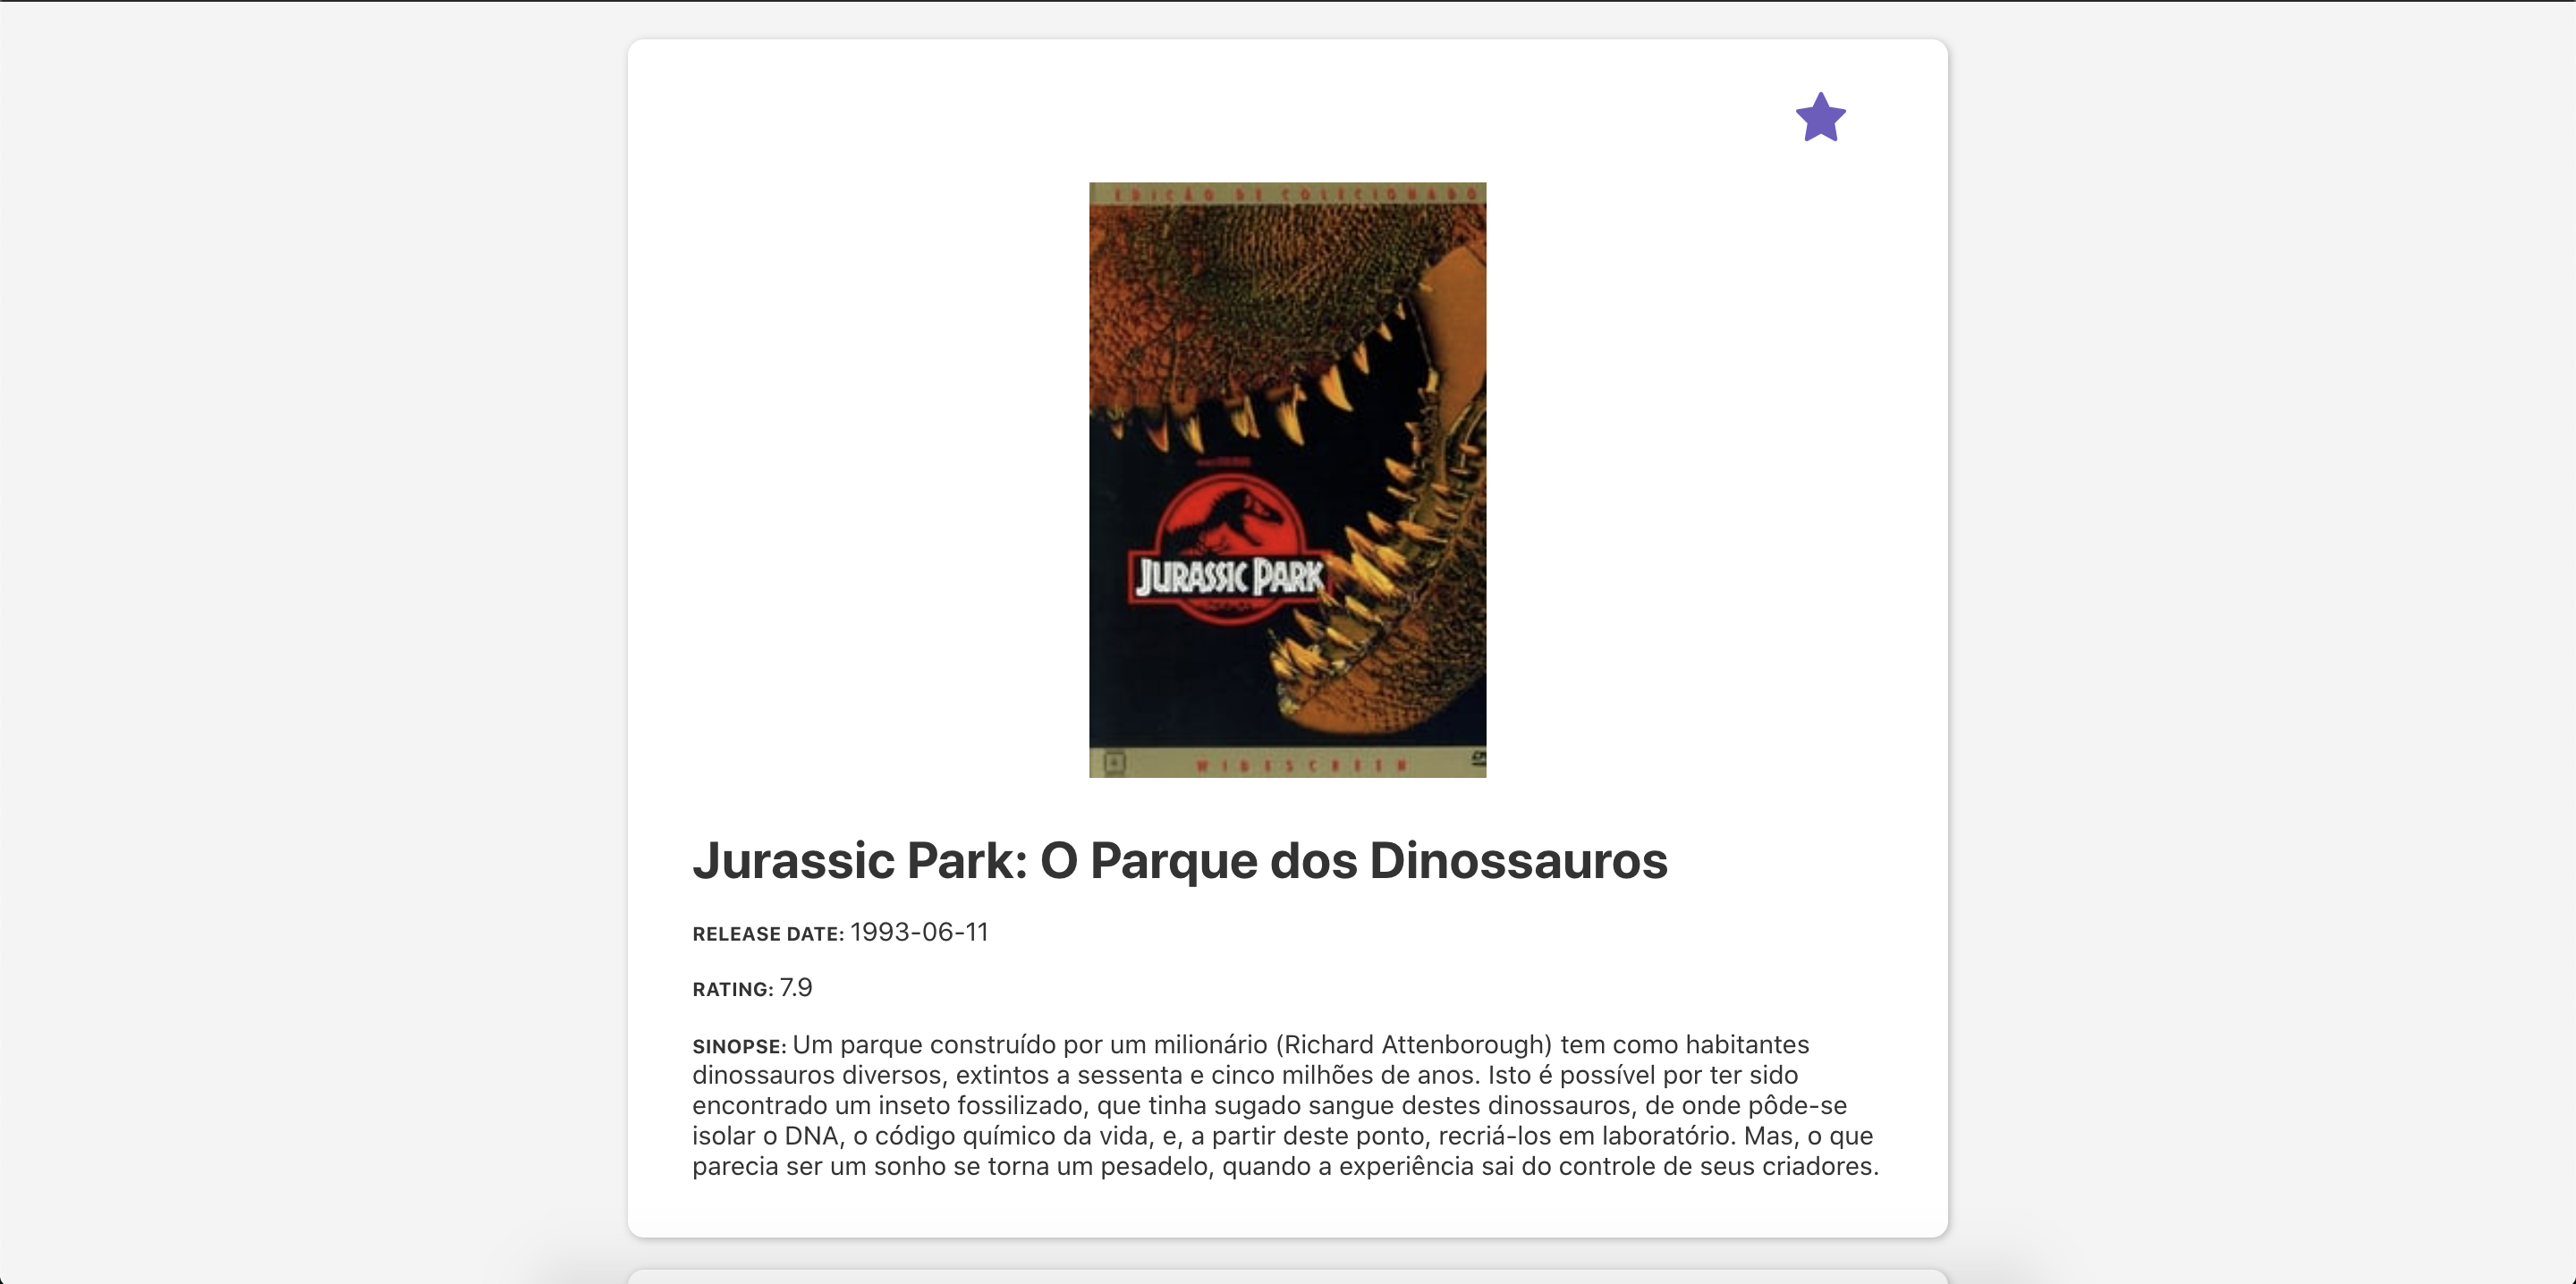 EDIÇÃO DE COLECIONADO
JURASSIC PARK
WIDESCREEN
Jurassic Park: O Parque dos Dinossauros
RELEASE DATE: 1993-06-11
RATING: 7.9
SINOPSE: Um parque construído por um milionário (Richard Attenborough) tem como habitantes
dinossauros diversos, extintos a sessenta e cinco milhões de anos. Isto é possível por ter sido
encontrado um inseto fossilizado, que tinha sugado sangue destes dinossauros, de onde pôde-se
isolar o DNA, o código químico da vida, e, a partir deste ponto, recriá-los em laboratório. Mas, o que
parecia ser um sonho se torna um pesadelo, quando a experiência sai do controle de seus criadores.